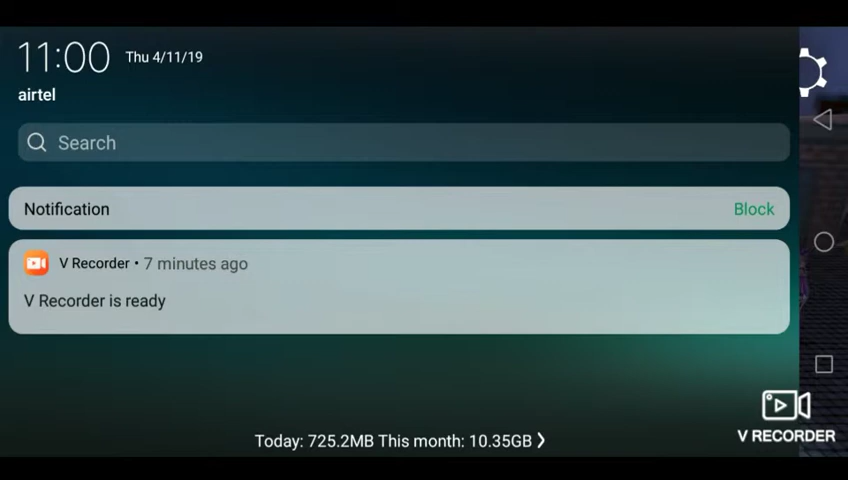 11:00 Thu 4/11/19
airtel
Search
Notification Block
V Recorder • 7 minutes ago
V Recorder is ready
V RECORDER
Today: 725.2MB This month: 10.35GB ❯